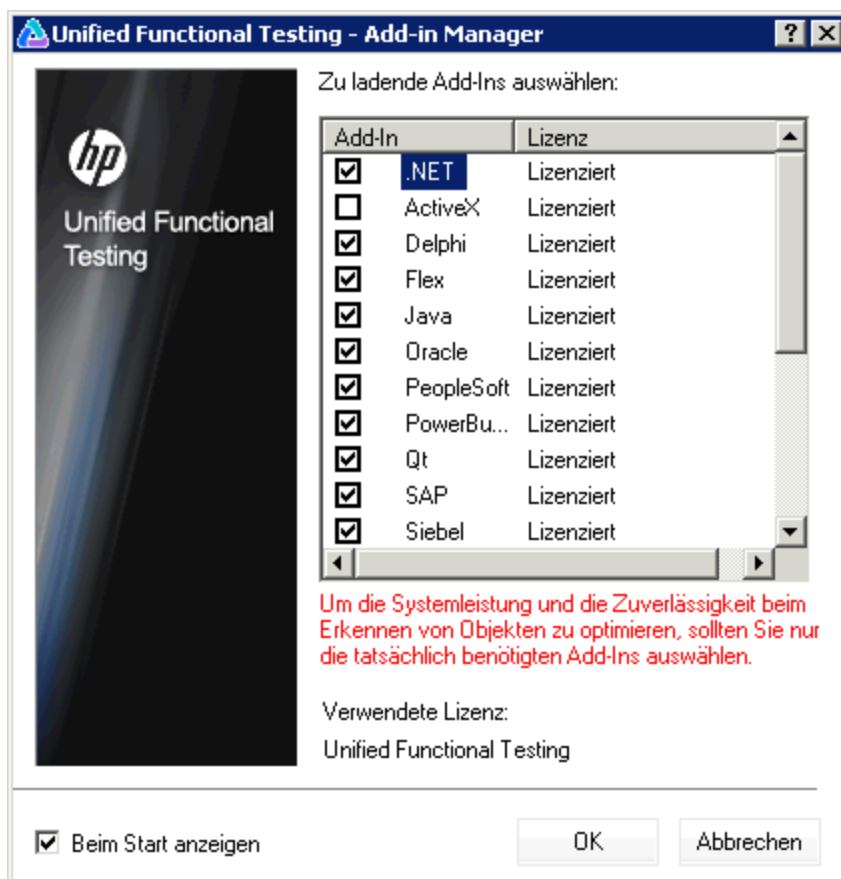 Unified Functional Testing - Add-in Manager
Zu ladende Add-Ins auswählen:
hp
Unified Functional
Testing
Add-In Lizenz
.NET Lizenziert
ActiveX Lizenziert
Delphi Lizenziert
Flex Lizenziert
Java Lizenziert
Oracle Lizenziert
PeopleSoft Lizenziert
PowerBu... Lizenziert
Qt Lizenziert
SAP Lizenziert
Siebel Lizenziert
Um die Systemleistung und die Zuverlässigkeit beim
Erkennen von Objekten zu optimieren, sollten Sie nur
die tatsächlich benötigten Add-Ins auswählen.
Verwendete Lizenz:
Unified Functional Testing
Beim Start anzeigen
OK
Abbrechen